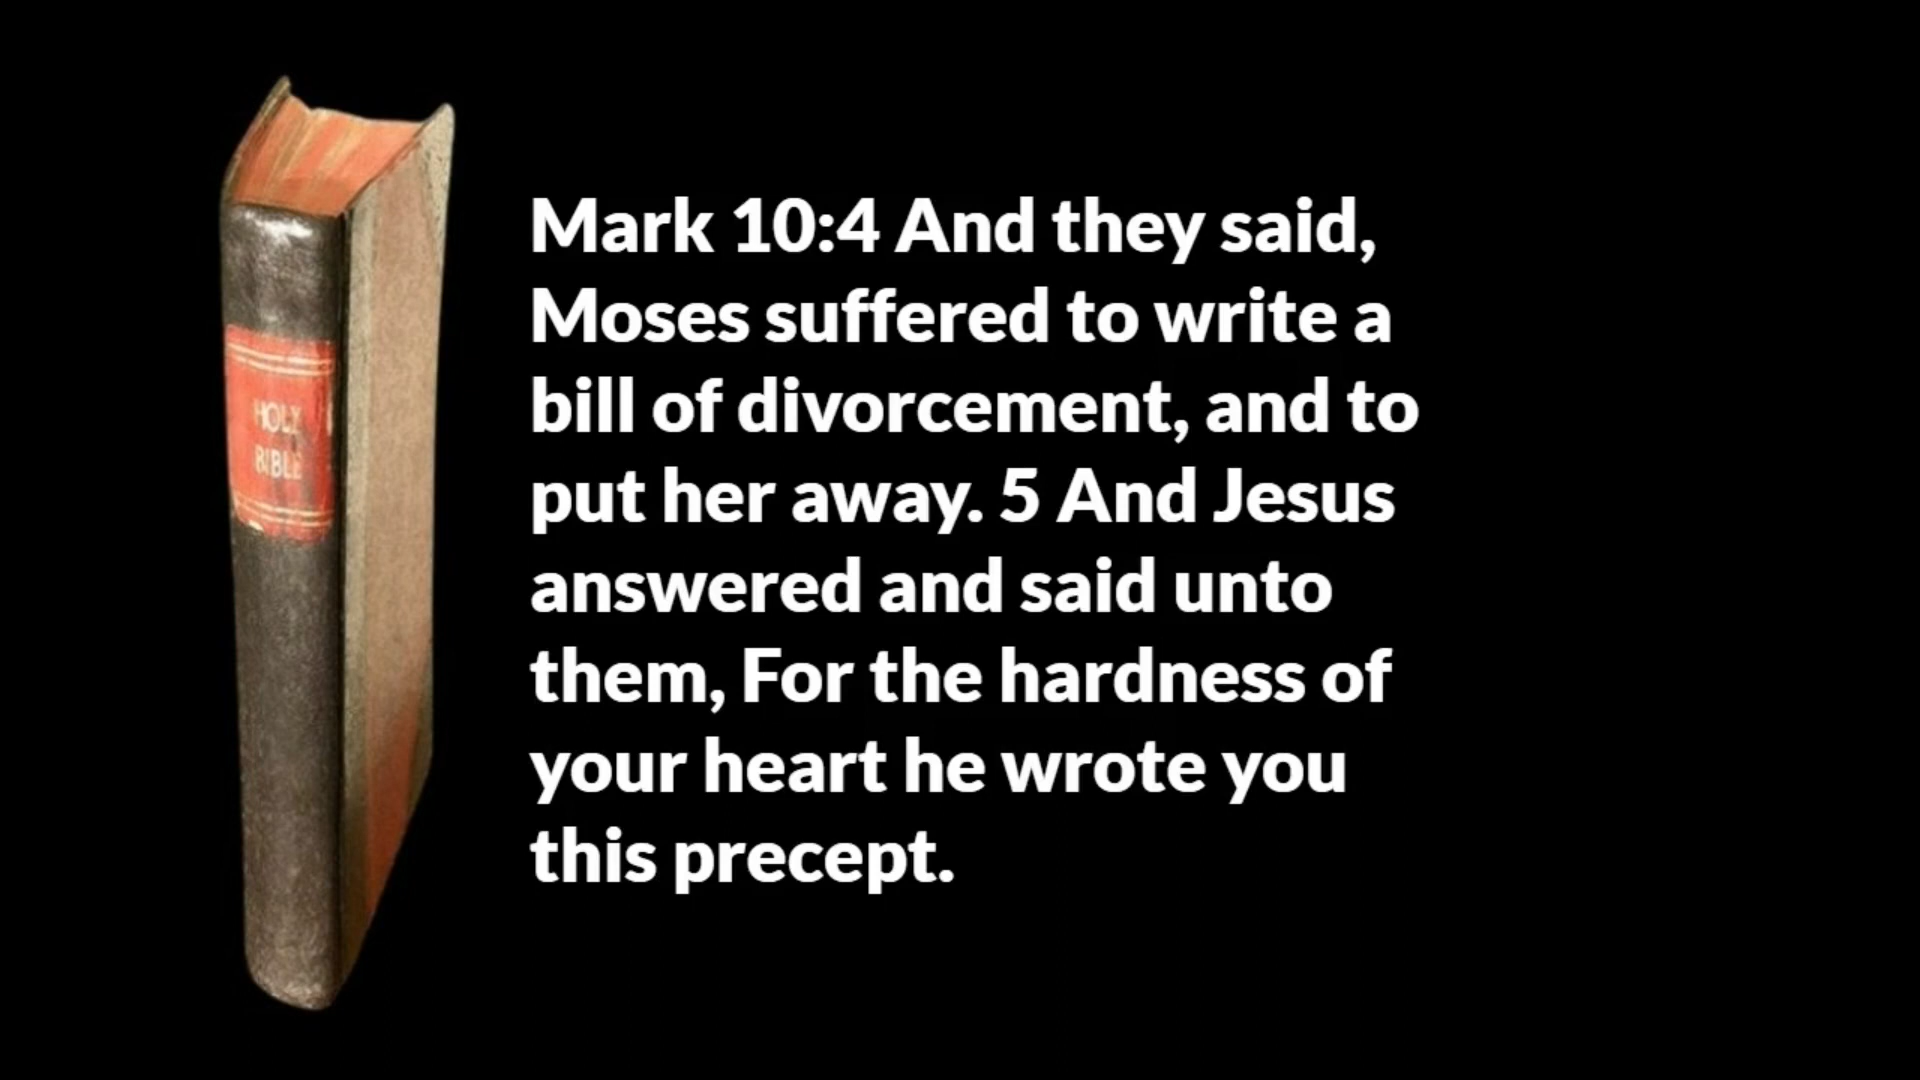 HOLY
BIBLE
Mark 10:4 And they said,
Moses suffered to write a
bill of divorcement, and to
put her away. 5 And Jesus
answered and said unto
them, For the hardness of
your heart he wrote you
this precept.